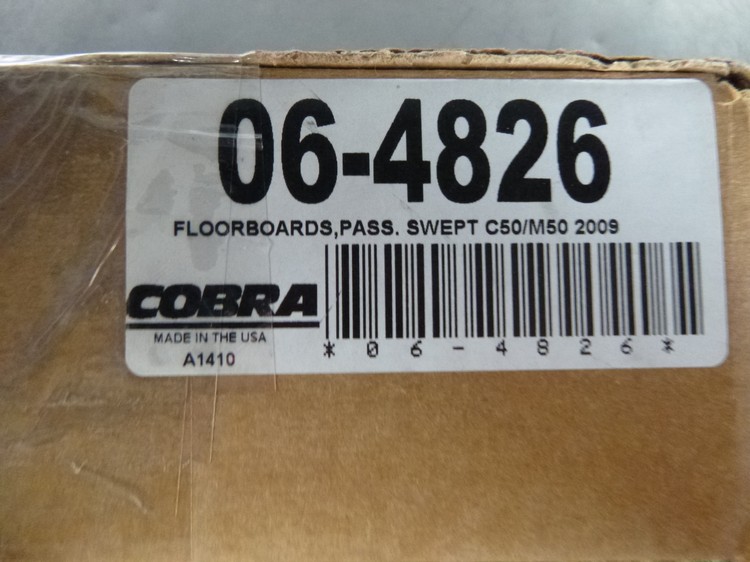 06-4826
FLOORBOARDS,PASS. SWEPT C50/M50 2009
COBRA
MADE IN THE USA
A1410
*06-4826*